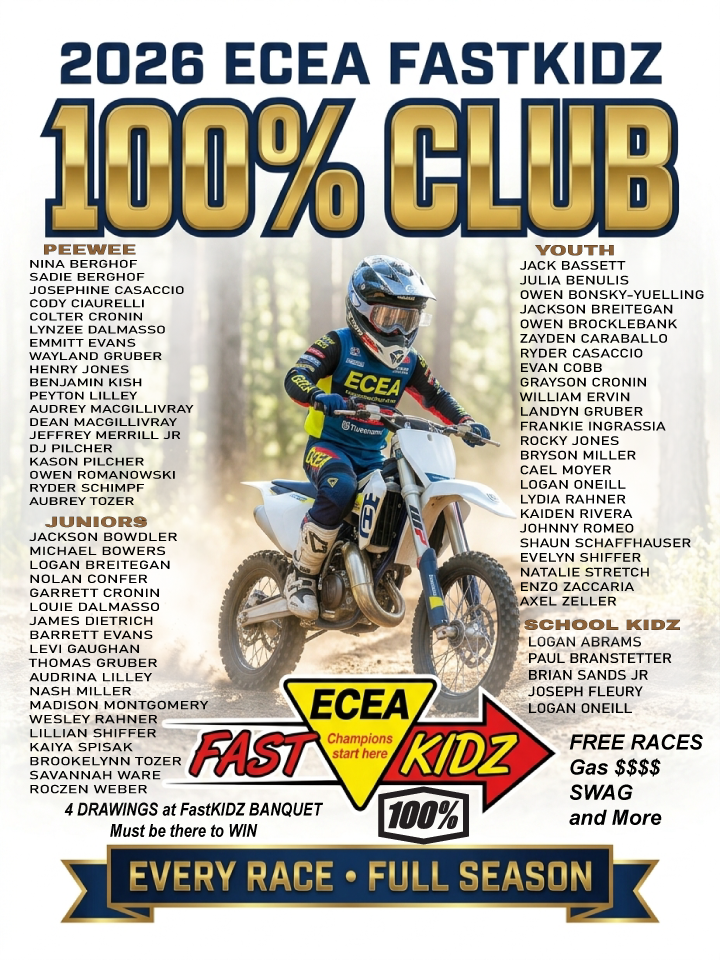 2026 ECEA FASTKIDZ
100% CLUB
PEEWEE
NINA BERGHOF
SADIE BERGHOF
JOSEPHINE CASACCIO
CODY CIAURELLI
COLTER CRONIN
LYNZEE DALMASSO
EMMITT EVANS
WAYLAND GRUBER
HENRY JONES
BENJAMIN KISH
PEYTON LILLEY
AUDREY MACGILLIVRAY
DEAN MACGILLIVRAY
JEFFREY MERRILL JR
DJ PILCHER
KASON PILCHER
OWEN ROMANOWSKI
RYDER SCHIMPF
AUBREY TOZER
JUNIORS
JACKSON BOWDLER
MICHAEL BOWERS
LOGAN BREITEGAN
NOLAN CONFER
GARRETT CRONIN
LOUIE DALMASSO
JAMES DIETRICH
BARRETT EVANS
LEVI GAUGHAN
THOMAS GRUBER
AUDRINA LILLEY
NASH MILLER
MADISON MONTGOMERY
WESLEY RAHNER
LILLIAN SHIFFER
KAIYA SPISAK
BROOKELYNN TOZER
SAVANNAH WARE
ROCZEN WEBER
YOUTH
JACK BASSETT
JULIA BENULIS
OWEN BONSKY-YUELLING
JACKSON BREITEGAN
OWEN BROCKLEBANK
ZAYDEN CARABALLO
RYDER CASACCIO
EVAN COBB
GRAYSON CRONIN
WILLIAM ERVIN
LANDYN GRUBER
FRANKIE INGRASSIA
ROCKY JONES
BRYSON MILLER
CAEL MOYER
LOGAN ONEILL
LYDIA RAHNER
KAIDEN RIVERA
JOHNNY ROMEO
SHAUN SCHAFFHAUSER
EVELYN SHIFFER
NATALIE STRETCH
ENZO ZACCARIA
AXEL ZELLER
SCHOOL KIDZ
LOGAN ABRAMS
PAUL BRANSTETTER
BRIAN SANDS JR
JOSEPH FLEURY
LOGAN ONEILL
ECEA
ECEA
WP
ECEA
FAST
Champions
start here
KIDZ
100%
FREE RACES
Gas $$$$
SWAG
and More
4 DRAWINGS at FastKIDZ BANQUET
Must be there to WIN
EVERY RACE • FULL SEASON